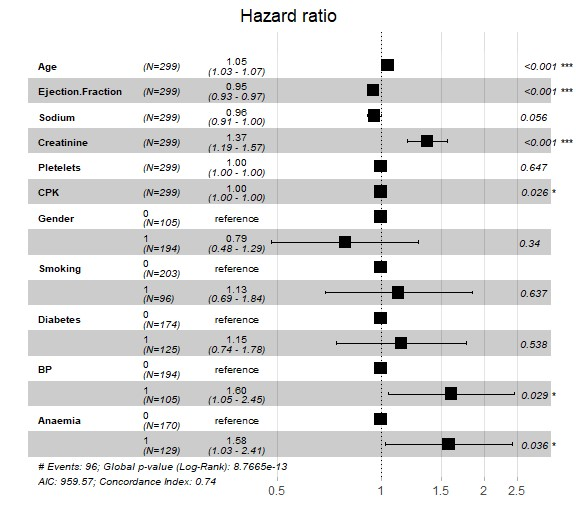 Hazard ratio
Age (N=299) 1.05 (1.03 - 1.07) <0.001 ***
Ejection.Fraction (N=299) 0.95 (0.93 - 0.97) <0.001 ***
Sodium (N=299) 0.96 (0.91 - 1.00) 0.056
Creatinine (N=299) 1.37 (1.19 - 1.57) <0.001 ***
Pletelets (N=299) 1.00 (1.00 - 1.00) 0.647
CPK (N=299) 1.00 (1.00 - 1.00) 0.026 *
Gender 0 (N=105) reference
1 (N=194) 0.79 (0.48 - 1.29) 0.34
Smoking 0 (N=203) reference
1 (N=96) 1.13 (0.69 - 1.84) 0.637
Diabetes 0 (N=174) reference
1 (N=125) 1.15 (0.74 - 1.78) 0.538
BP 0 (N=194) reference
1 (N=105) 1.60 (1.05 - 2.45) 0.029 *
Anaemia 0 (N=170) reference
1 (N=129) 1.58 (1.03 - 2.41) 0.036 *
# Events: 96; Global p-value (Log-Rank): 8.7665e-13
AIC: 959.57; Concordance Index: 0.74
0.5 1 1.5 2 2.5